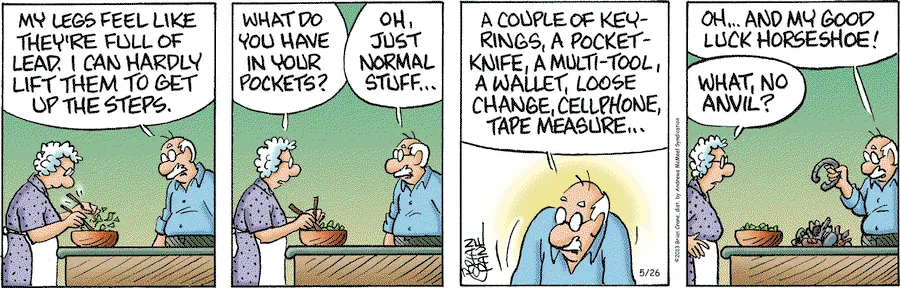 MY LEGS FEEL LIKE
THEY'RE FULL OF
LEAD. I CAN HARDLY
LIFT THEM TO GET
UP THE STEPS.
WHAT DO
YOU HAVE
IN YOUR
POCKETS?
OH,
JUST
NORMAL
STUFF...
A COUPLE OF KEY-
RINGS, A POCKET-
KNIFE, A MULTI-TOOL,
A WALLET, LOOSE
CHANGE, CELLPHONE,
TAPE MEASURE...
BRIAN
CRANE
5/26
©2013 Brian Crane, dist. by Andrews McMeel Syndication
OH... AND MY GOOD
LUCK HORSESHOE!
WHAT, NO
ANVIL?